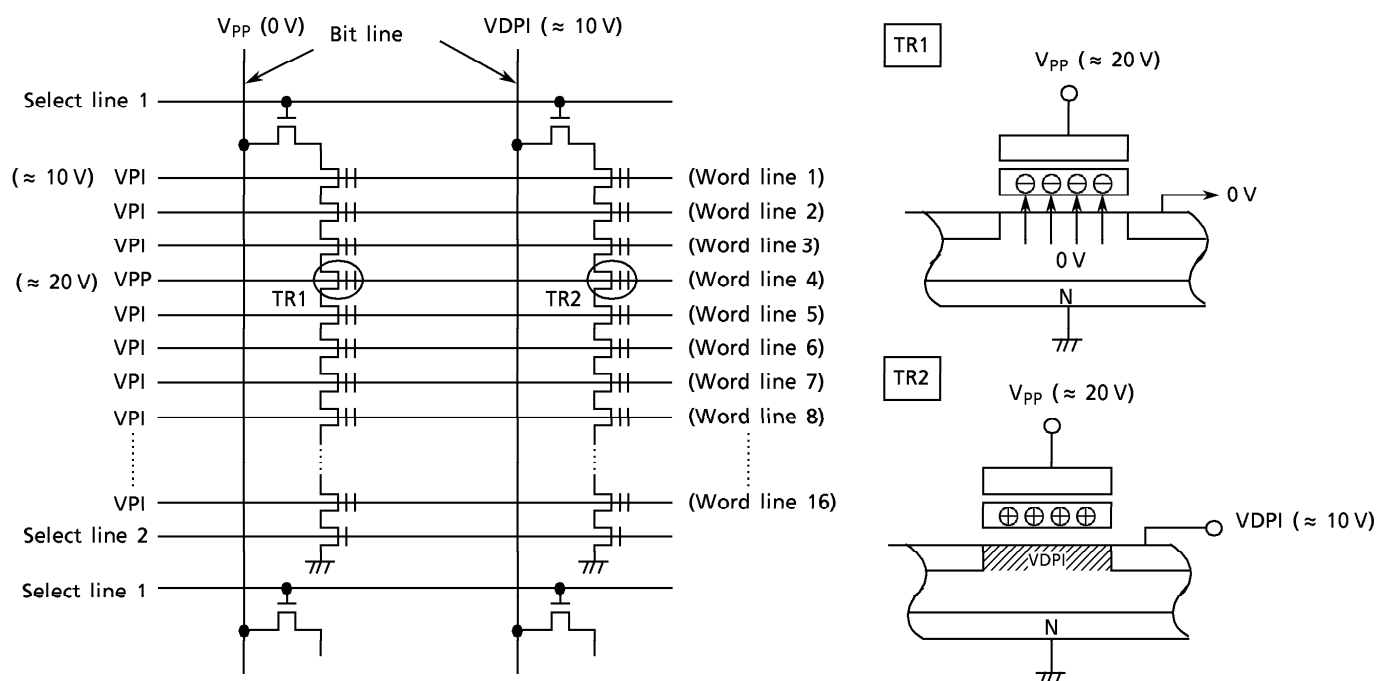 V_PP (0 V)
Bit line
VDPI (≈ 10 V)
Select line 1
(≈ 10 V) VPI (Word line 1)
VPI (Word line 2)
VPI (Word line 3)
(≈ 20 V) VPP TR1 TR2 (Word line 4)
VPI (Word line 5)
VPI (Word line 6)
VPI (Word line 7)
VPI (Word line 8)
VPI (Word line 16)
Select line 2
Select line 1
TR1
V_PP (≈ 20 V)
0 V
0 V
N
TR2
V_PP (≈ 20 V)
VDPI (≈ 10 V)
VDPI
N